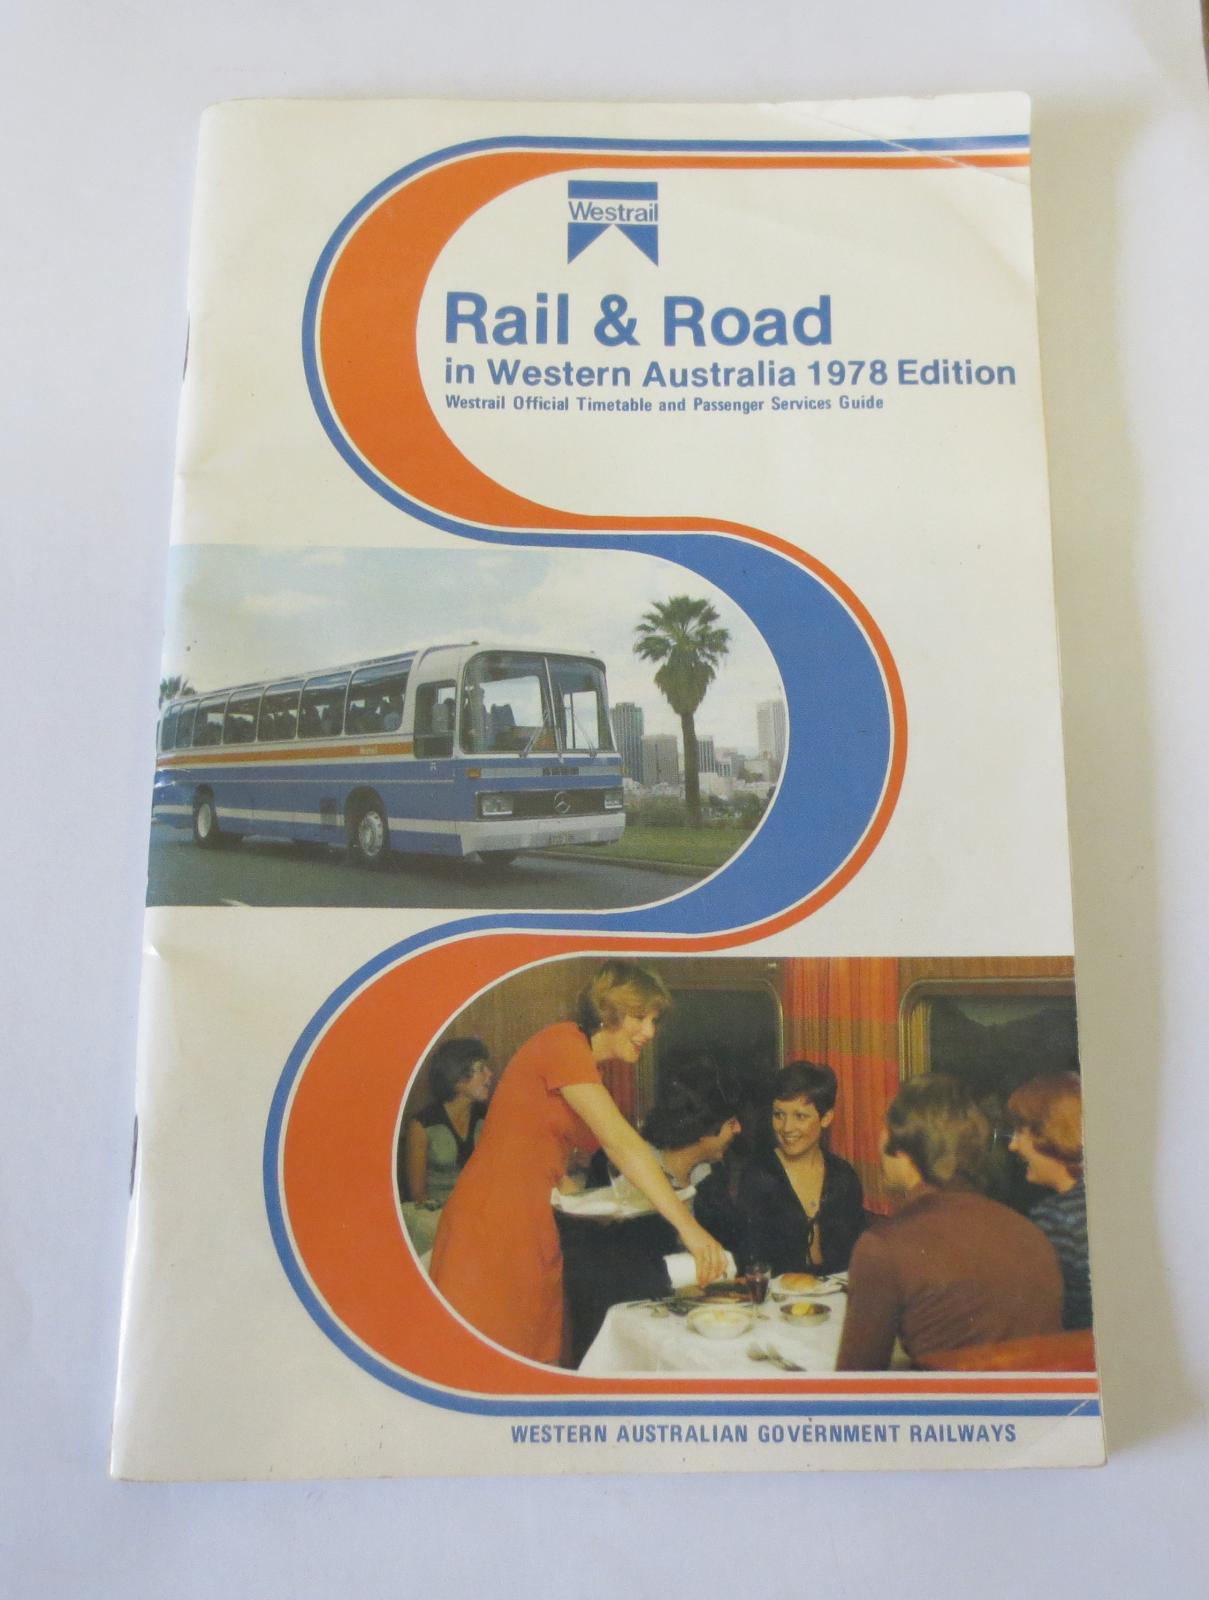 Westrail
Rail & Road
in Western Australia 1978 Edition
Westrail Official Timetable and Passenger Services Guide
Westrail
WESTERN AUSTRALIAN GOVERNMENT RAILWAYS